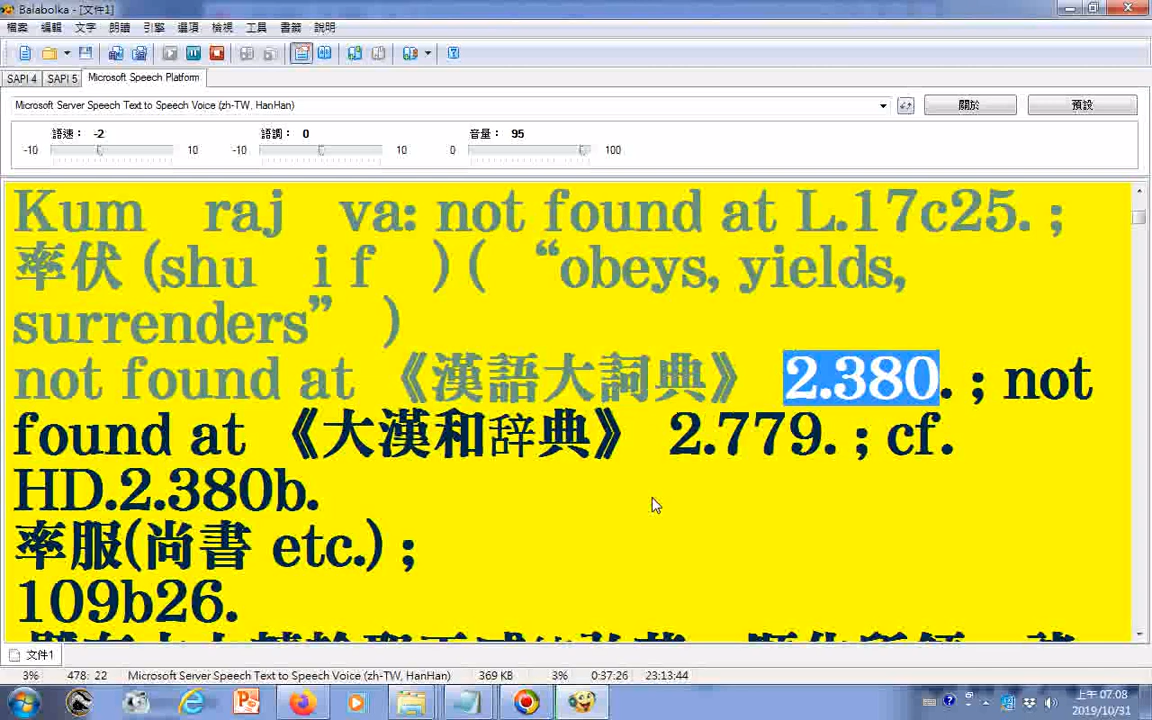 Balabolka - [文件1]
檔案 編輯 文字 朗讀 引擎 選項 檢視 工具 書籤 說明
SAPI 4 SAPI 5 Microsoft Speech Platform
Microsoft Server Speech Text to Speech Voice (zh-TW, HanHan) 關於 預設
語速： -2 語調： 0 音量： 95
-10 10 -10 10 0 100
Kum raj va: not found at L.17c25. ;
率伏 (shu i f )( “obeys, yields,
surrenders” )
not found at 《漢語大詞典》 2.380. ; not
found at 《大漢和辞典》 2.779. ; cf.
HD.2.380b.
率服(尚書 etc.) ;
109b26.
文件1
3% 478: 22 Microsoft Server Speech Text to Speech Voice (zh-TW, HanHan) 369 KB 3% 0:37:26 23:13:44
上午 07:08
2019/10/31